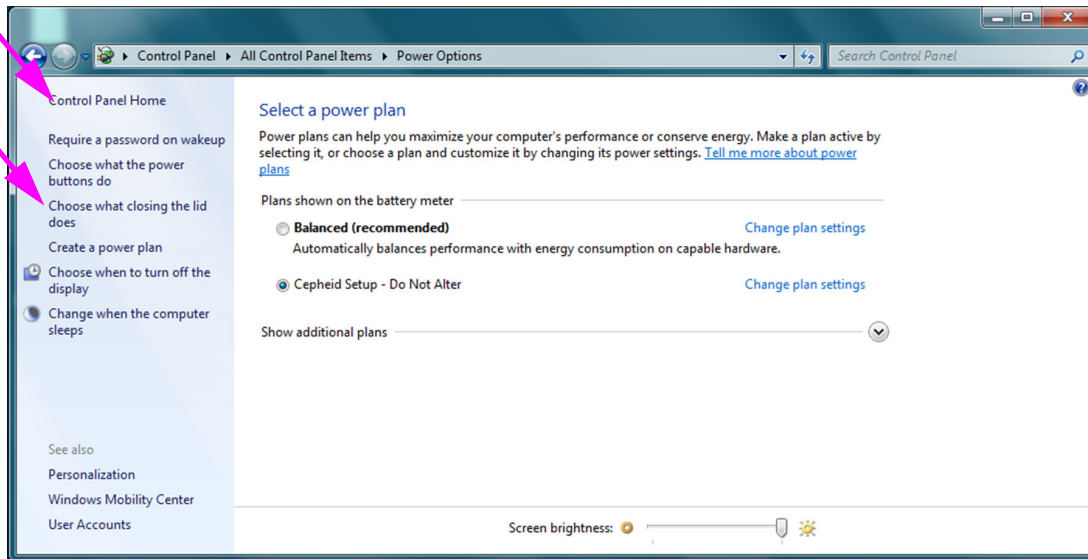 Control Panel ▸ All Control Panel Items ▸ Power Options
Search Control Panel
Control Panel Home
Require a password on wakeup
Choose what the power
buttons do
Choose what closing the lid
does
Create a power plan
Choose when to turn off the
display
Change when the computer
sleeps
See also
Personalization
Windows Mobility Center
User Accounts
Select a power plan
Power plans can help you maximize your computer's performance or conserve energy. Make a plan active by
selecting it, or choose a plan and customize it by changing its power settings. Tell me more about power
plans
Plans shown on the battery meter
Balanced (recommended) Change plan settings
Automatically balances performance with energy consumption on capable hardware.
Cepheid Setup - Do Not Alter Change plan settings
Show additional plans
Screen brightness: